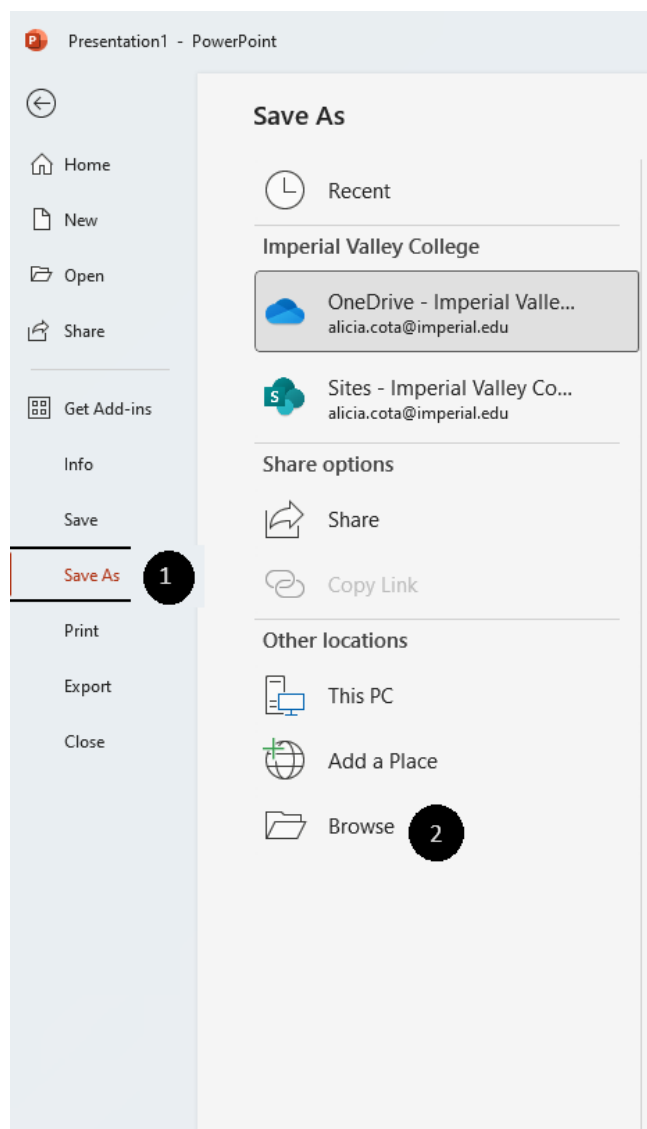 Presentation1 - PowerPoint
Home
New
Open
Share
Get Add-ins
Info
Save
Save As 1
Print
Export
Close
Save As
Recent
Imperial Valley College
OneDrive - Imperial Valle...
alicia.cota@imperial.edu
Sites - Imperial Valley Co...
alicia.cota@imperial.edu
Share options
Share
Copy Link
Other locations
This PC
Add a Place
Browse 2